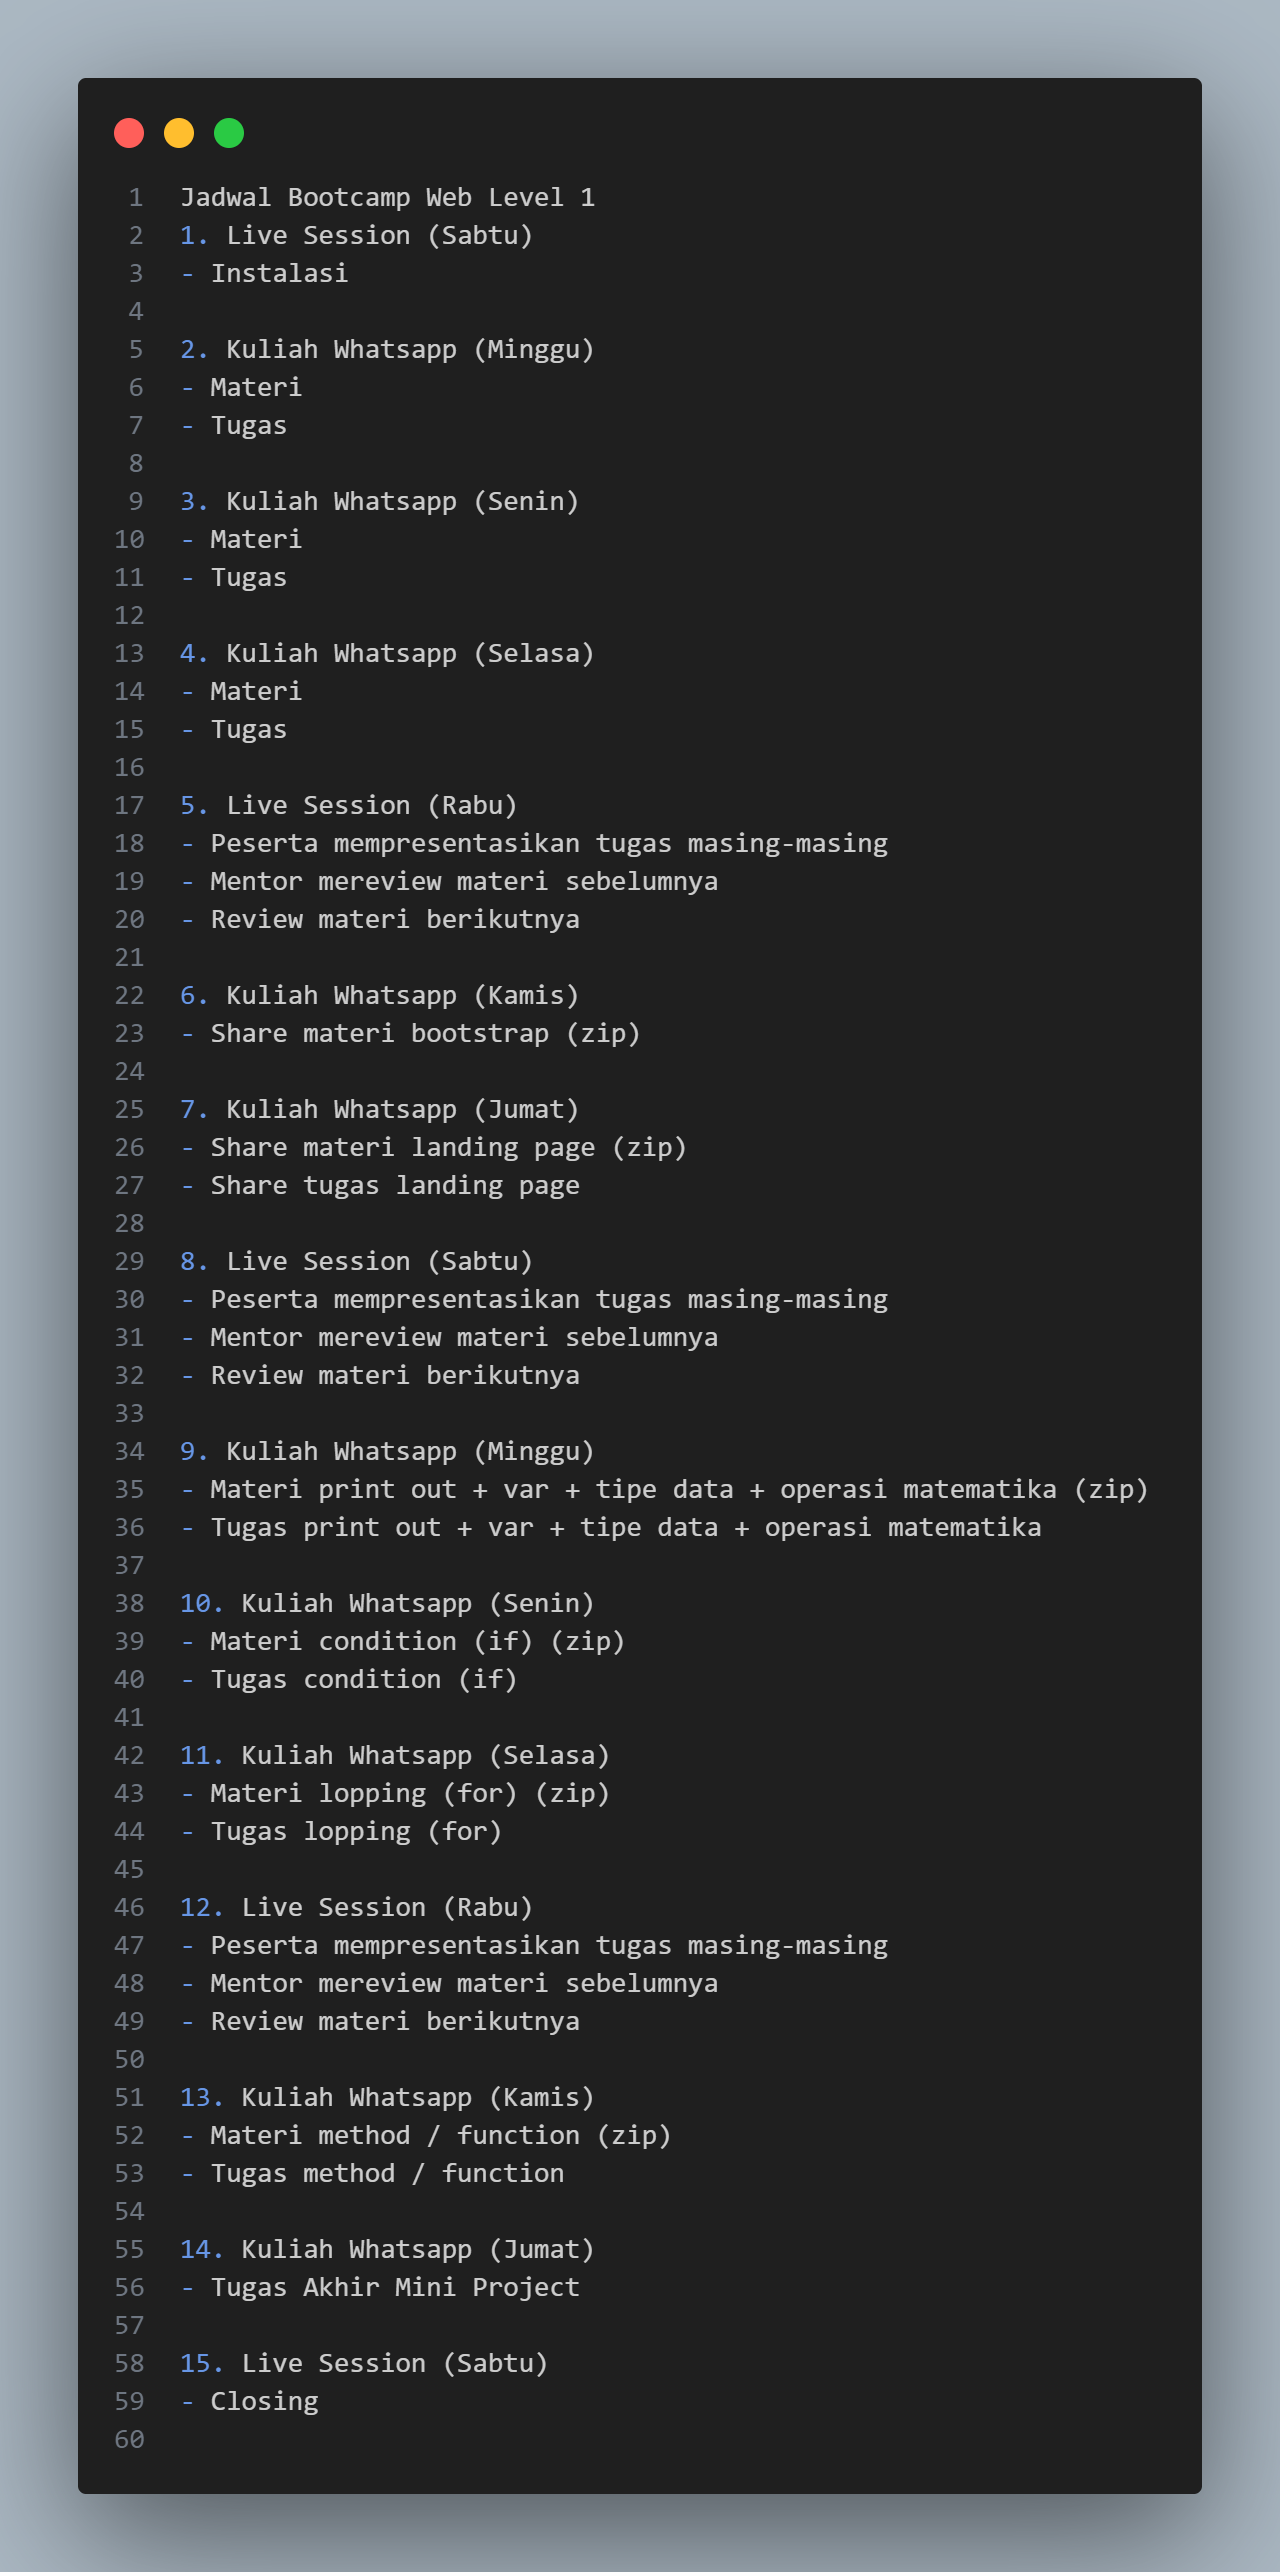 1 Jadwal Bootcamp Web Level 1
2 1. Live Session (Sabtu)
3 - Instalasi
4
5 2. Kuliah Whatsapp (Minggu)
6 - Materi
7 - Tugas
8
9 3. Kuliah Whatsapp (Senin)
10 - Materi
11 - Tugas
12
13 4. Kuliah Whatsapp (Selasa)
14 - Materi
15 - Tugas
16
17 5. Live Session (Rabu)
18 - Peserta mempresentasikan tugas masing-masing
19 - Mentor mereview materi sebelumnya
20 - Review materi berikutnya
21
22 6. Kuliah Whatsapp (Kamis)
23 - Share materi bootstrap (zip)
24
25 7. Kuliah Whatsapp (Jumat)
26 - Share materi landing page (zip)
27 - Share tugas landing page
28
29 8. Live Session (Sabtu)
30 - Peserta mempresentasikan tugas masing-masing
31 - Mentor mereview materi sebelumnya
32 - Review materi berikutnya
33
34 9. Kuliah Whatsapp (Minggu)
35 - Materi print out + var + tipe data + operasi matematika (zip)
36 - Tugas print out + var + tipe data + operasi matematika
37
38 10. Kuliah Whatsapp (Senin)
39 - Materi condition (if) (zip)
40 - Tugas condition (if)
41
42 11. Kuliah Whatsapp (Selasa)
43 - Materi lopping (for) (zip)
44 - Tugas lopping (for)
45
46 12. Live Session (Rabu)
47 - Peserta mempresentasikan tugas masing-masing
48 - Mentor mereview materi sebelumnya
49 - Review materi berikutnya
50
51 13. Kuliah Whatsapp (Kamis)
52 - Materi method / function (zip)
53 - Tugas method / function
54
55 14. Kuliah Whatsapp (Jumat)
56 - Tugas Akhir Mini Project
57
58 15. Live Session (Sabtu)
59 - Closing
60